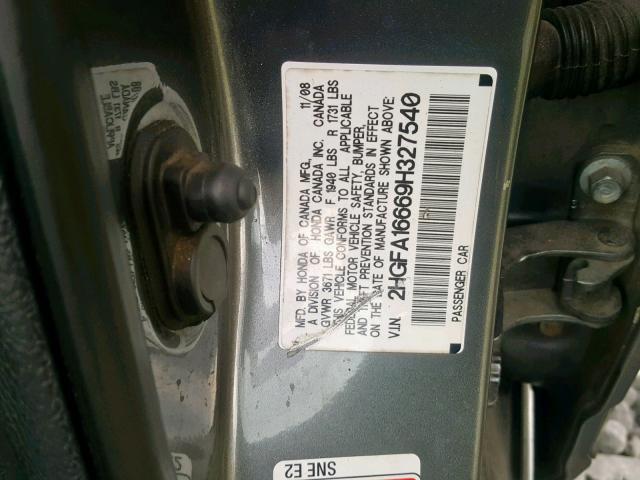 MFD. BY HONDA OF CANADA MFG. 11/08
A DIVISION OF HONDA CANADA INC. CANADA
GVWR 3671 LBS GAWR F 1940 LBS R 1731 LBS
THIS VEHICLE CONFORMS TO ALL APPLICABLE
FEDERAL MOTOR VEHICLE SAFETY, BUMPER,
AND THEFT PREVENTION STANDARDS IN EFFECT
ON THE DATE OF MANUFACTURE SHOWN ABOVE.
V.I.N. 2HGFA16669H327540
PASSENGER CAR
SNE E2